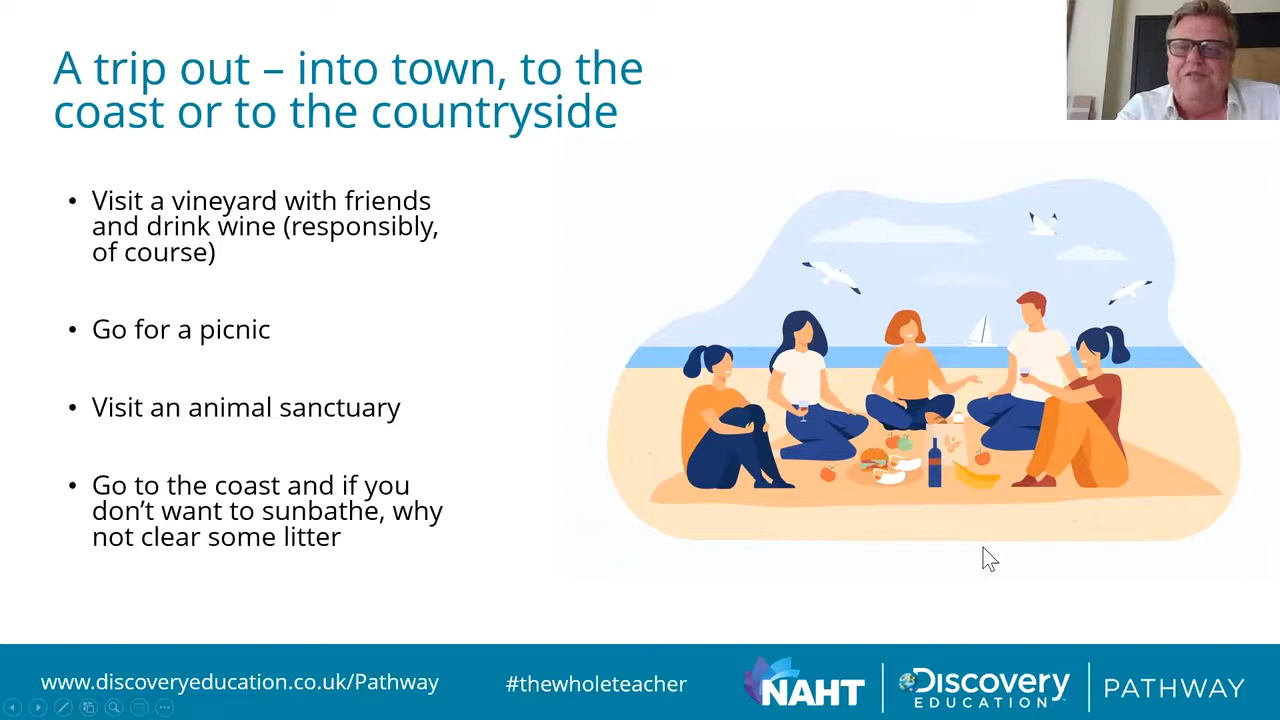 A trip out – into town, to the
coast or to the countryside
• Visit a vineyard with friends
and drink wine (responsibly,
of course)
• Go for a picnic
• Visit an animal sanctuary
• Go to the coast and if you
don’t want to sunbathe, why
not clear some litter
www.discoveryeducation.co.uk/Pathway
#thewholeteacher
NAHT
Discovery
EDUCATION
PATHWAY